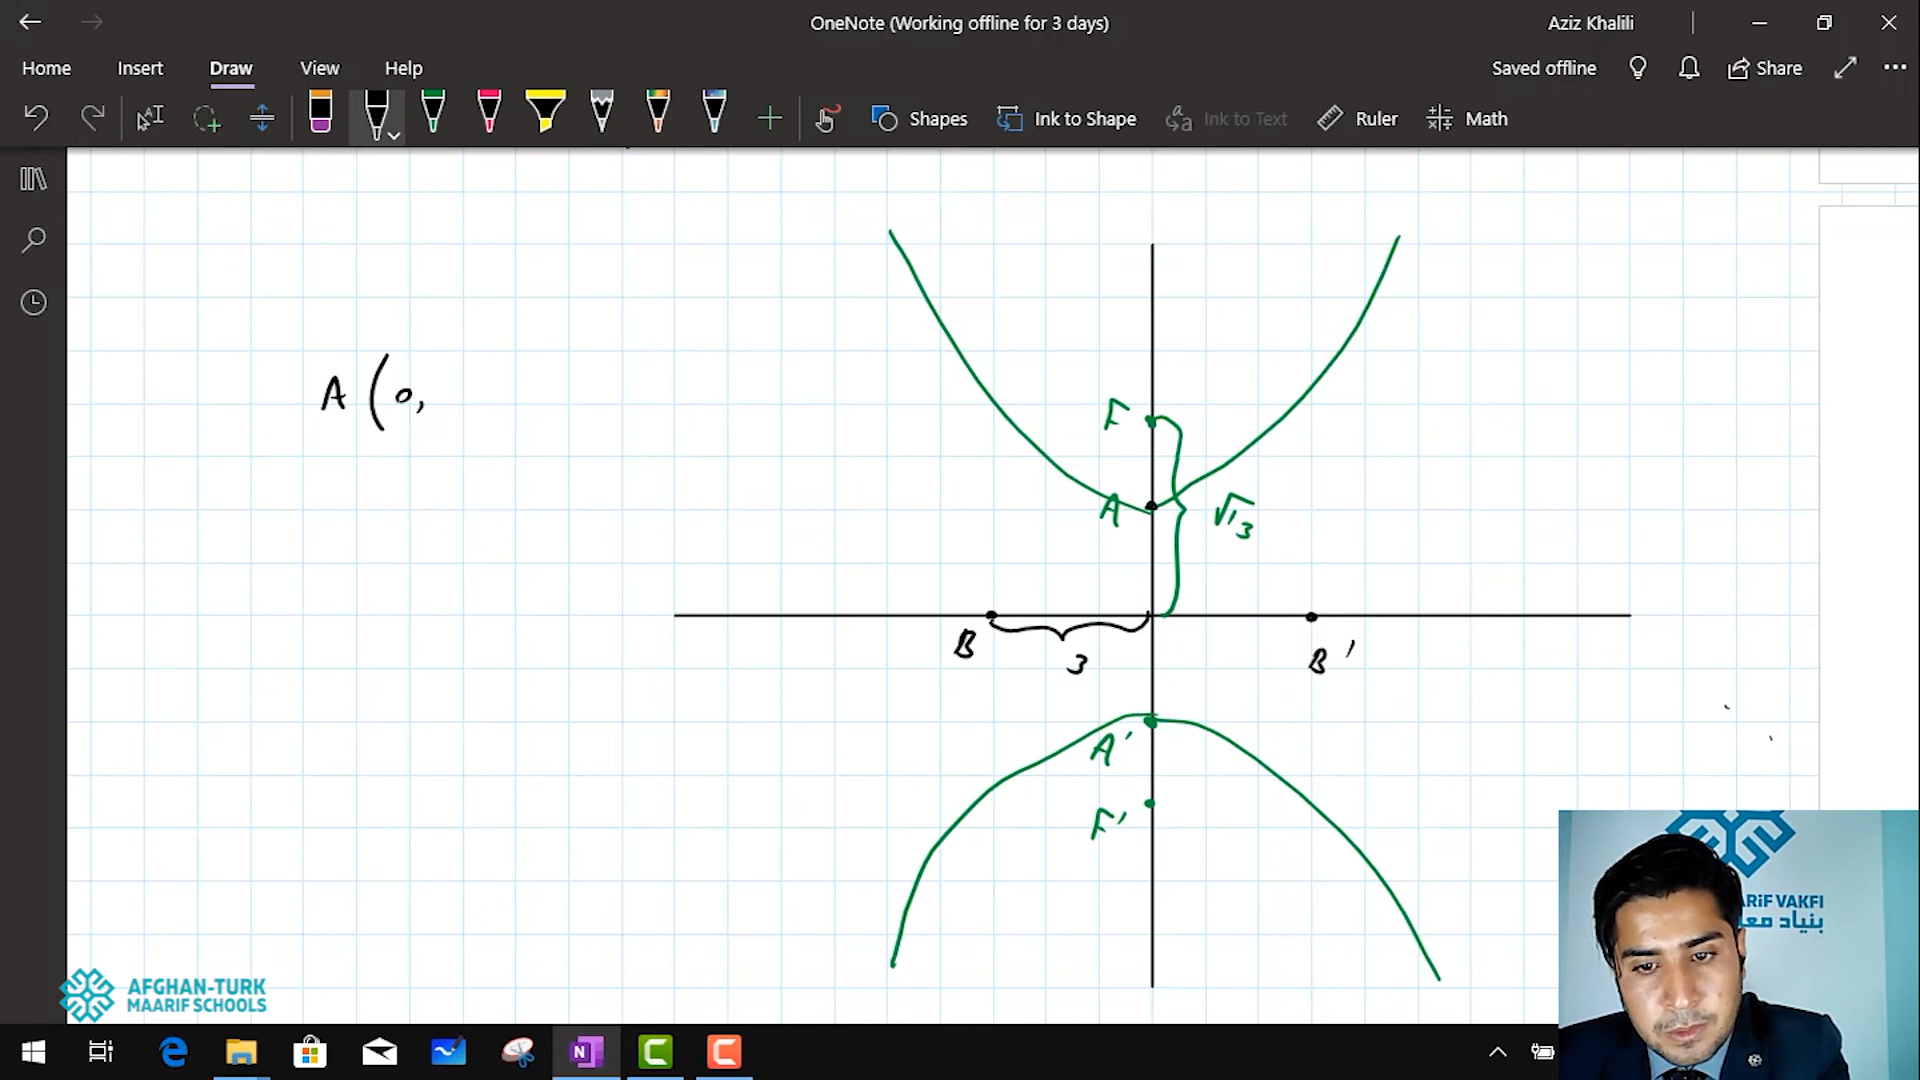 OneNote (Working offline for 3 days)
Aziz Khalili
Home Insert Draw View Help
Saved offline
Share
Shapes
Ink to Shape
Ink to Text
Ruler
Math
A (0,
F
A
√13
B
3
B'
A'
F'
ARİF VAKFI
بنیاد
AFGHAN-TURK
MAARIF SCHOOLS